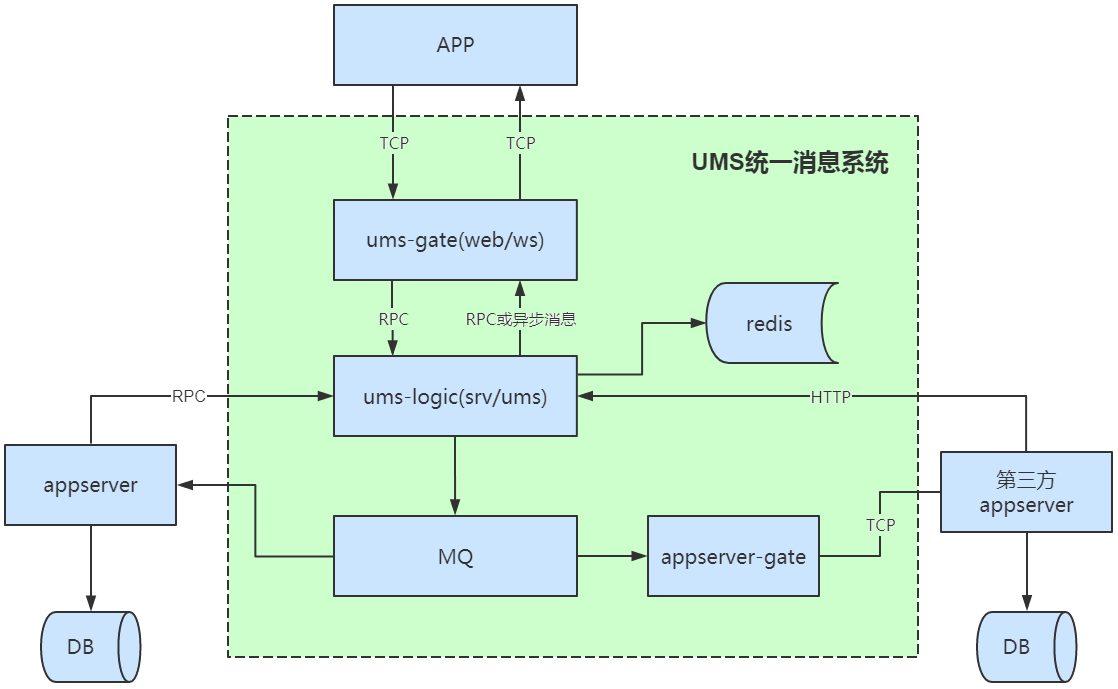 APP
TCP
TCP
UMS统一消息系统
ums-gate(web/ws)
RPC
RPC或异步消息
redis
ums-logic(srv/ums)
RPC
HTTP
appserver
第三方
appserver
TCP
MQ
appserver-gate
DB
DB